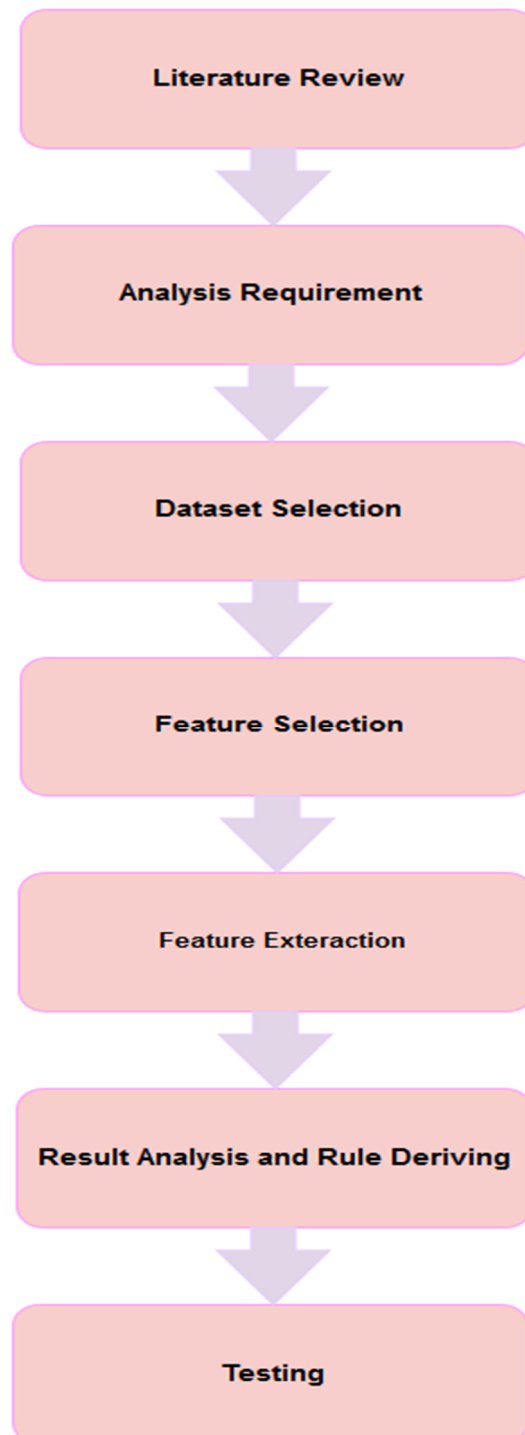 Literature Review
Analysis Requirement
Dataset Selection
Feature Selection
Feature Exteraction
Result Analysis and Rule Deriving
Testing